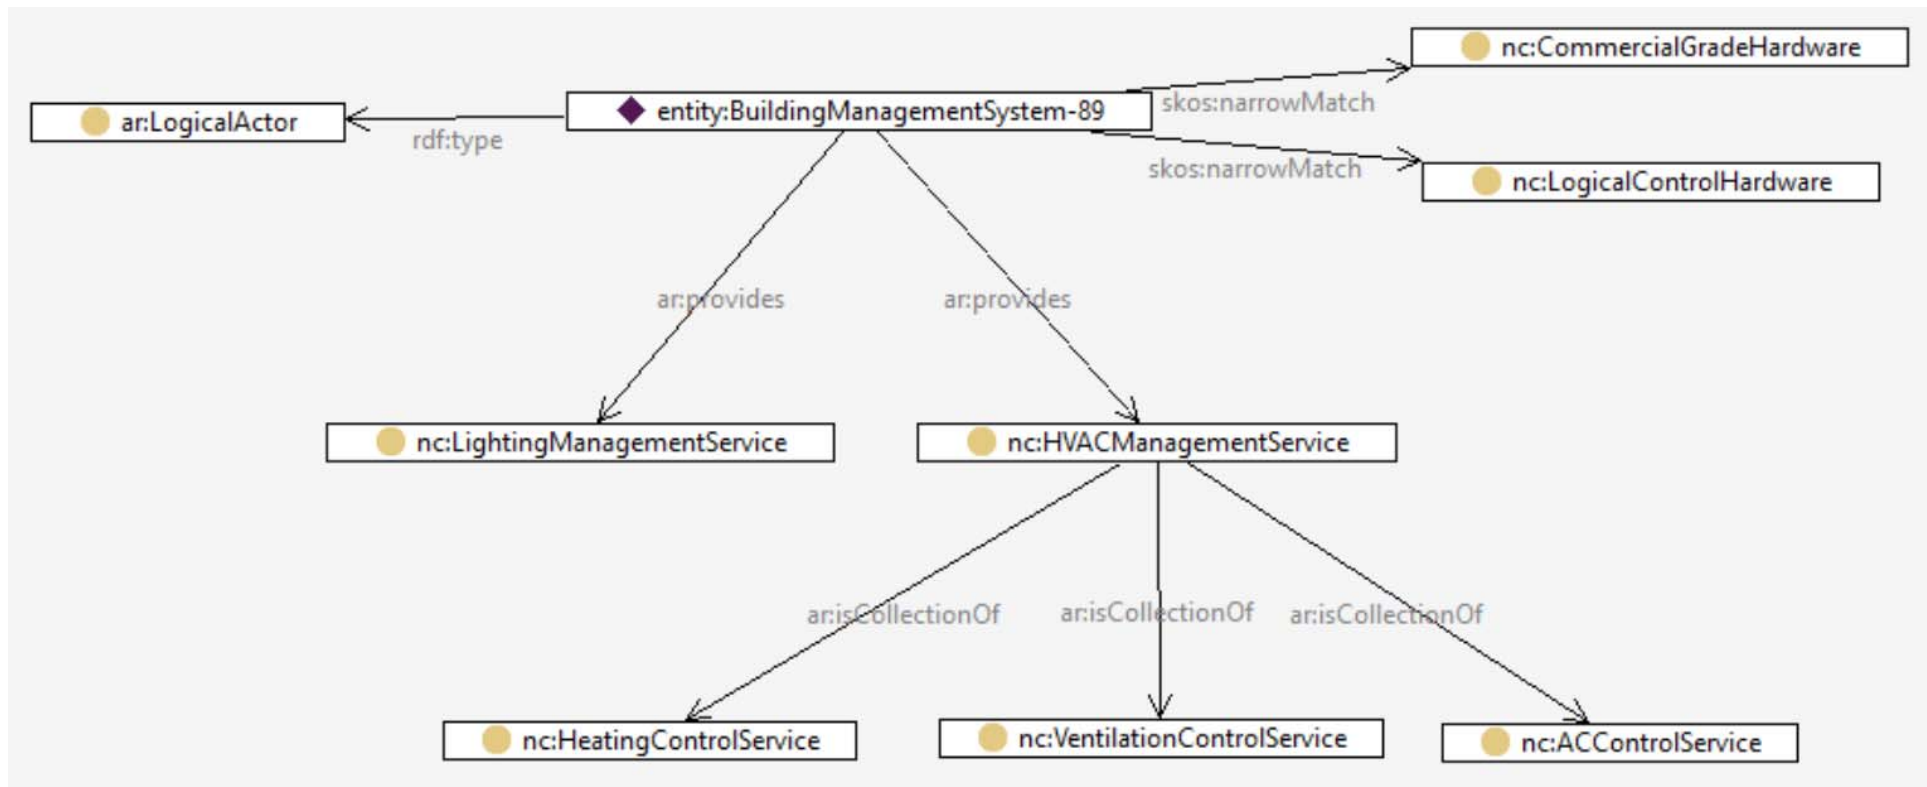 nc:CommercialGradeHardware
entity:BuildingManagementSystem-89
skos:narrowMatch
ar:LogicalActor
rdf:type
skos:narrowMatch
nc:LogicalControlHardware
ar:provides
ar:provides
nc:LightingManagementService
nc:HVACManagementService
ar:isCollectionOf
ar:isCollectionOf
ar:isCollectionOf
nc:HeatingControlService
nc:VentilationControlService
nc:ACControlService